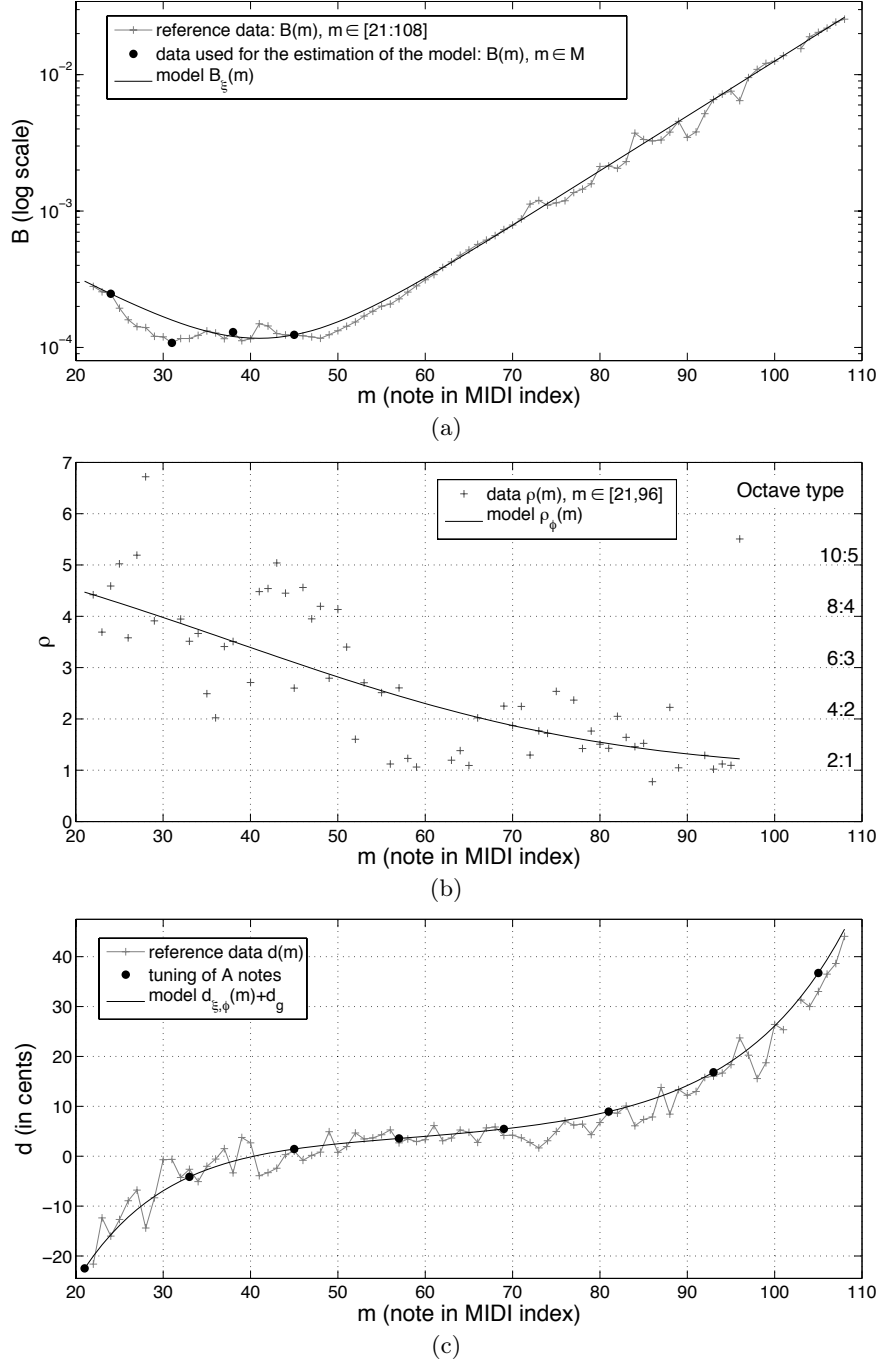 reference data: B(m), m ∈ [21:108]
data used for the estimation of the model: B(m), m ∈ M
model B_ξ(m)
B (log scale)
10^−2
10^−3
10^−4
20 30 40 50 60 70 80 90 100 110
m (note in MIDI index)
(a)
data ρ(m), m ∈ [21,96]
model ρ_ϕ(m)
Octave type
10:5
8:4
6:3
4:2
2:1
ρ
7
6
5
4
3
2
1
0
20 30 40 50 60 70 80 90 100 110
m (note in MIDI index)
(b)
reference data d(m)
tuning of A notes
model d_ξ,ϕ(m)+d_g
d (in cents)
40
30
20
10
0
−10
−20
20 30 40 50 60 70 80 90 100 110
m (note in MIDI index)
(c)